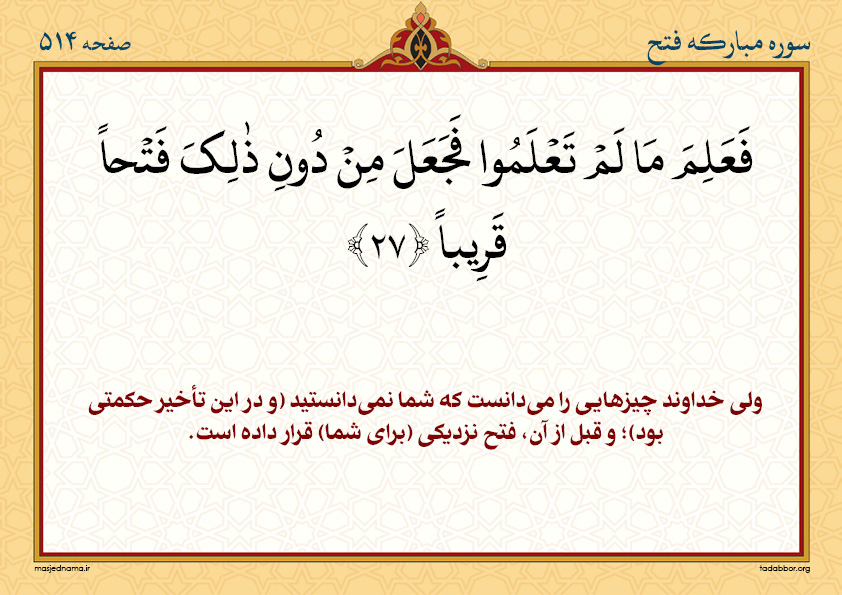 سوره مبارکه فتح
صفحه ۵۱۴
فَعَلِمَ مَا لَمْ تَعْلَمُوا فَجَعَلَ مِنْ دُونِ ذٰلِکَ فَتْحاً
قَرِيباً ﴿۲۷﴾
ولی خداوند چیزهایی را می‌دانست که شما نمی‌دانستید (و در این تأخیر حکمتی
بود)؛ و قبل از آن، فتح نزدیکی (برای شما) قرار داده است.
masjednama.ir
tadabbor.org